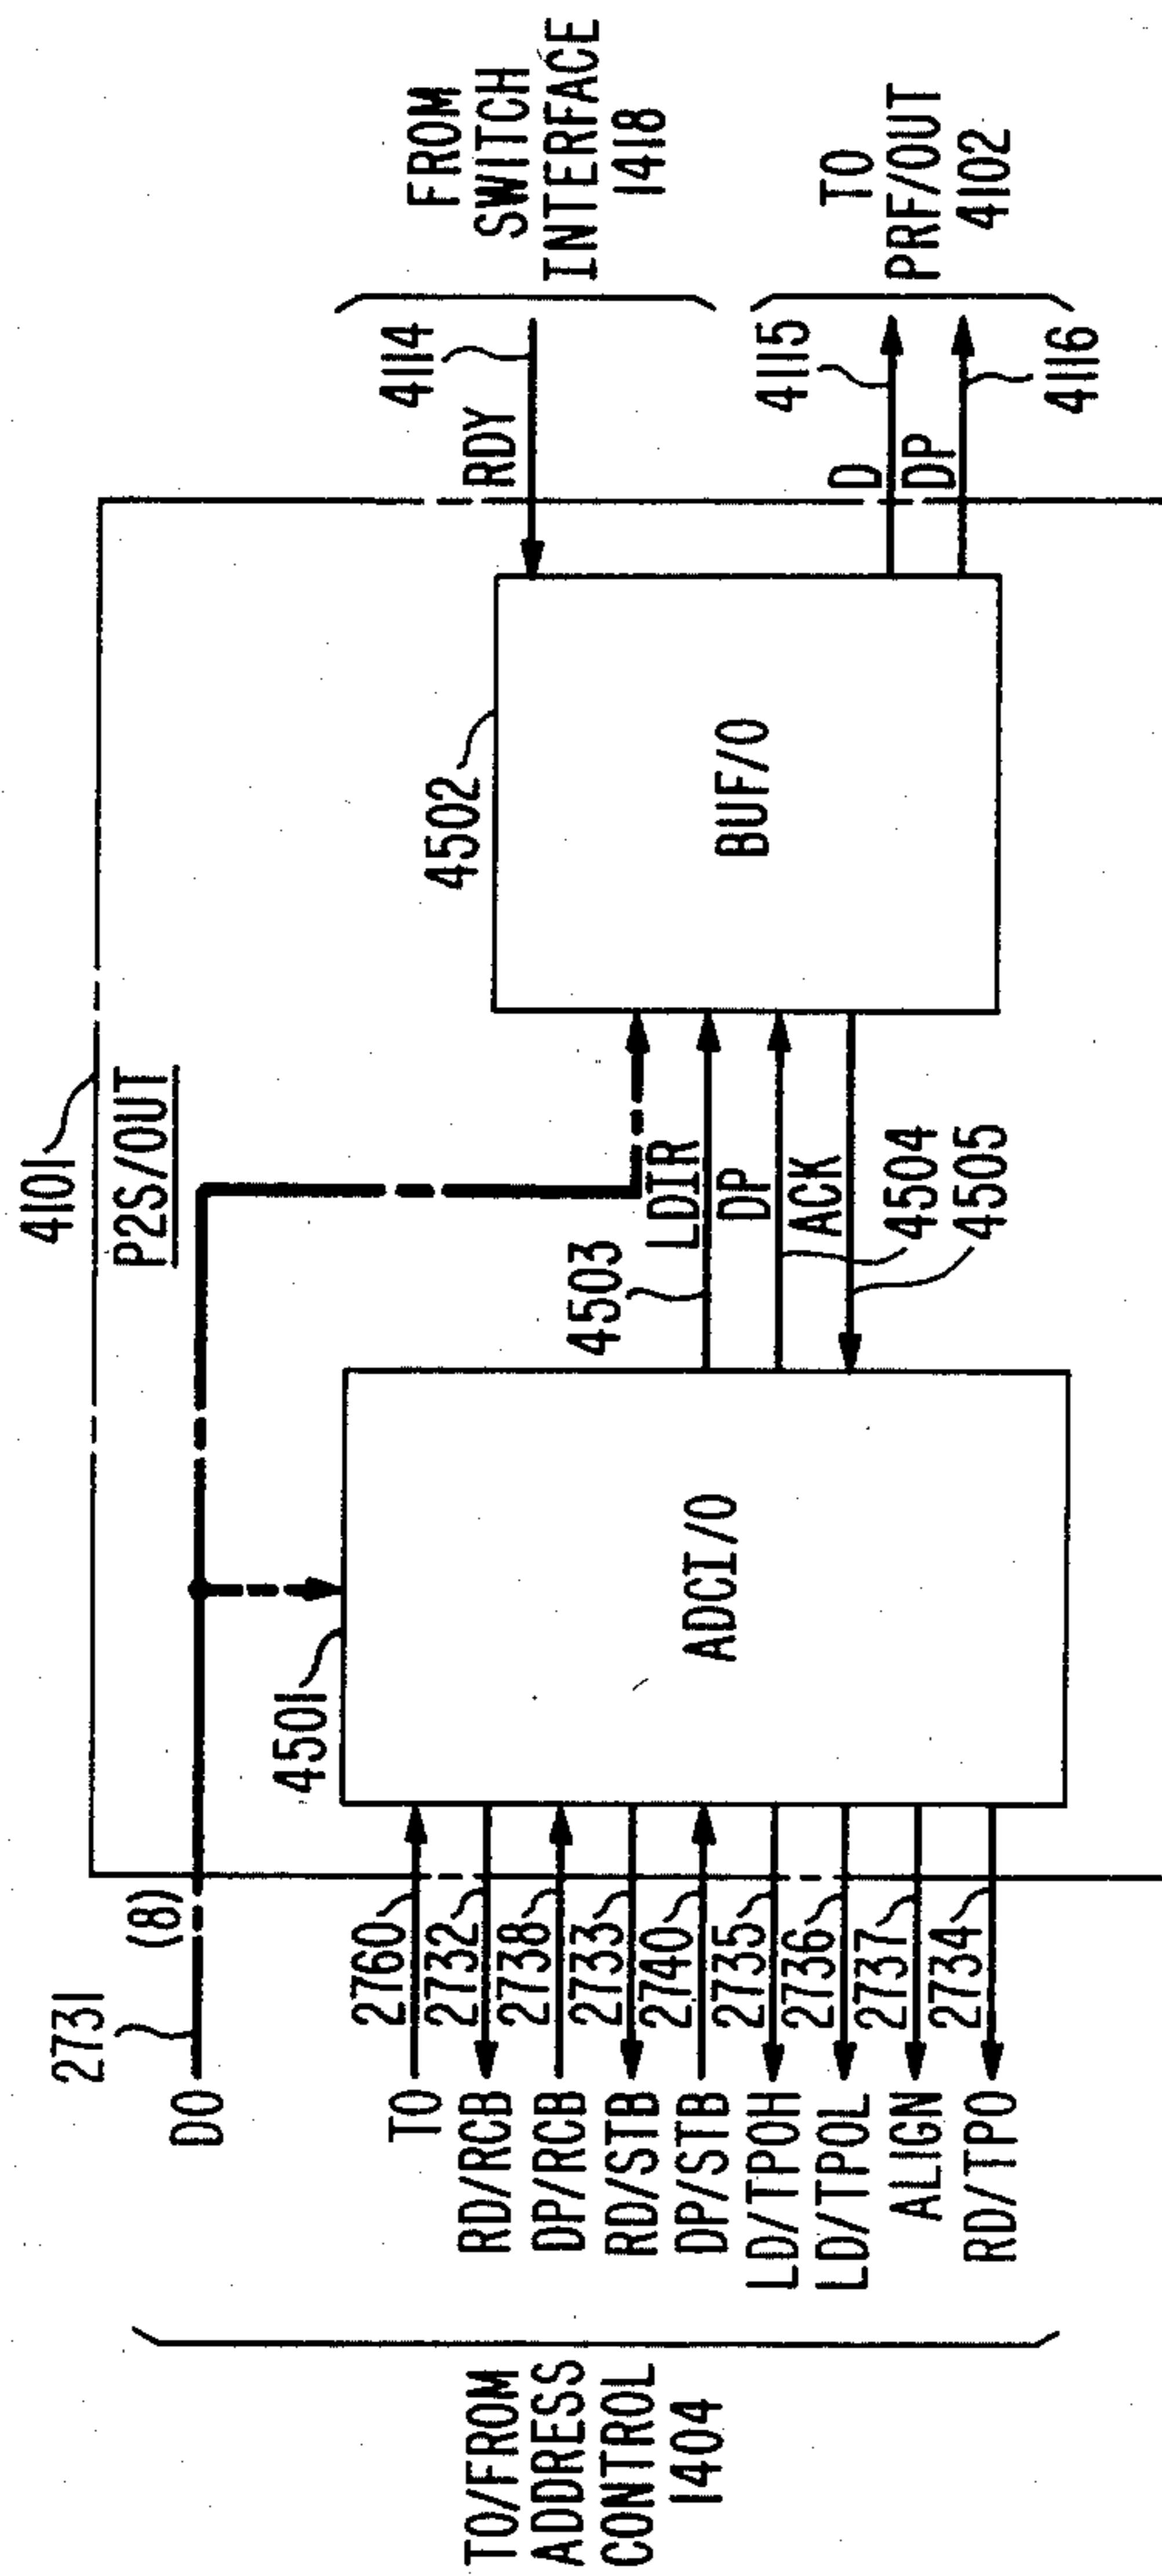 4101
P2S/OUT
2731
DO
(8)
4501
ADCI/O
4502
BUF/O
4503
LDIR
DP
ACK
4504
4505
TO/FROM
ADDRESS
CONTROL
1404
TO
2760
RD/RCB
2732
DP/RCB
2738
RD/STB
2733
DP/STB
2740
LD/TPOH
2735
LD/TPOL
2736
ALIGN
2737
RD/TPO
2734
RDY
4114
FROM
SWITCH
INTERFACE
1418
D
4115
DP
4116
TO
PRF/OUT
4102